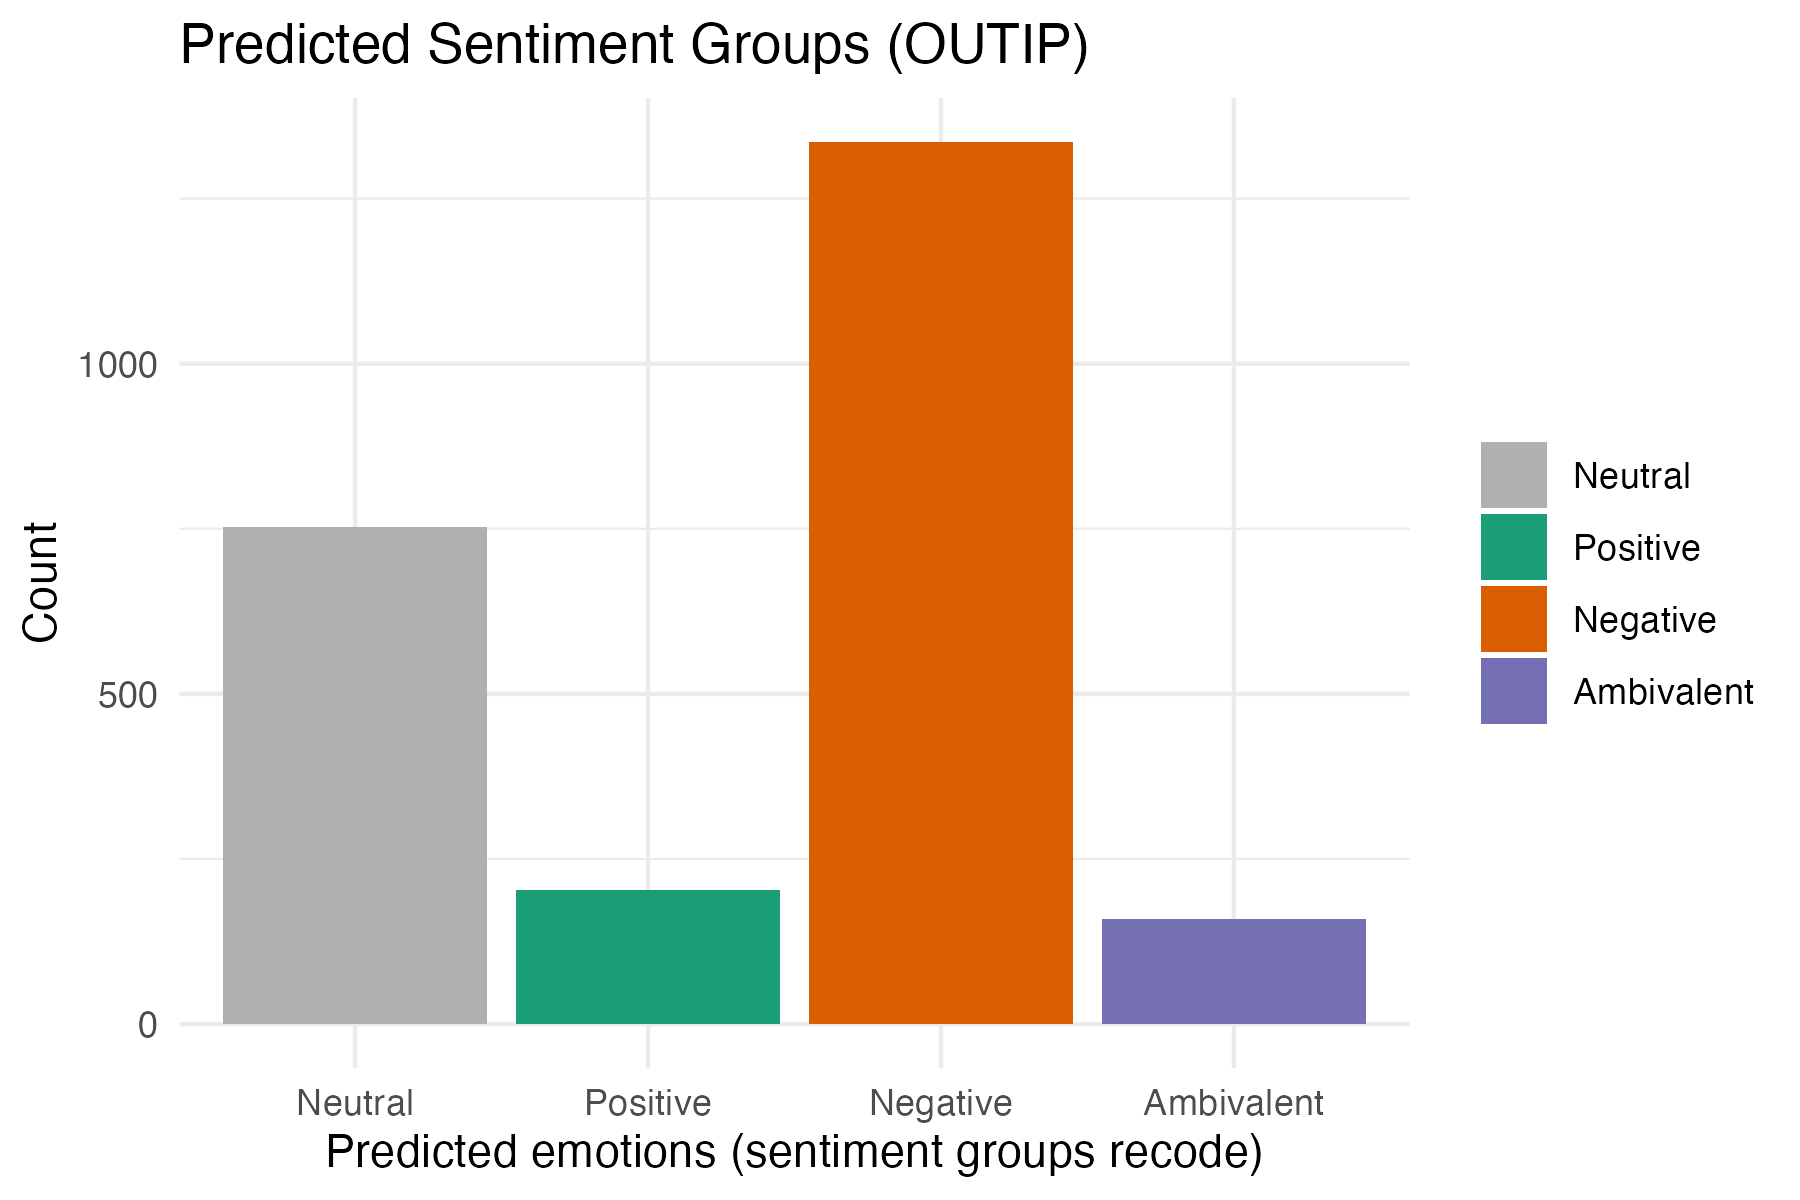 Predicted Sentiment Groups (OUTIP)
Count
1000
500
0
Neutral
Positive
Negative
Ambivalent
Predicted emotions (sentiment groups recode)
Neutral
Positive
Negative
Ambivalent